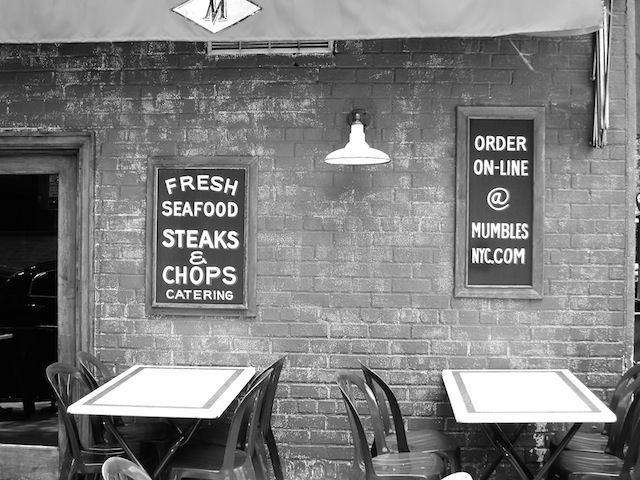 M
FRESH
SEAFOOD
STEAKS
&
CHOPS
CATERING
ORDER
ON-LINE
@
MUMBLES
NYC.COM